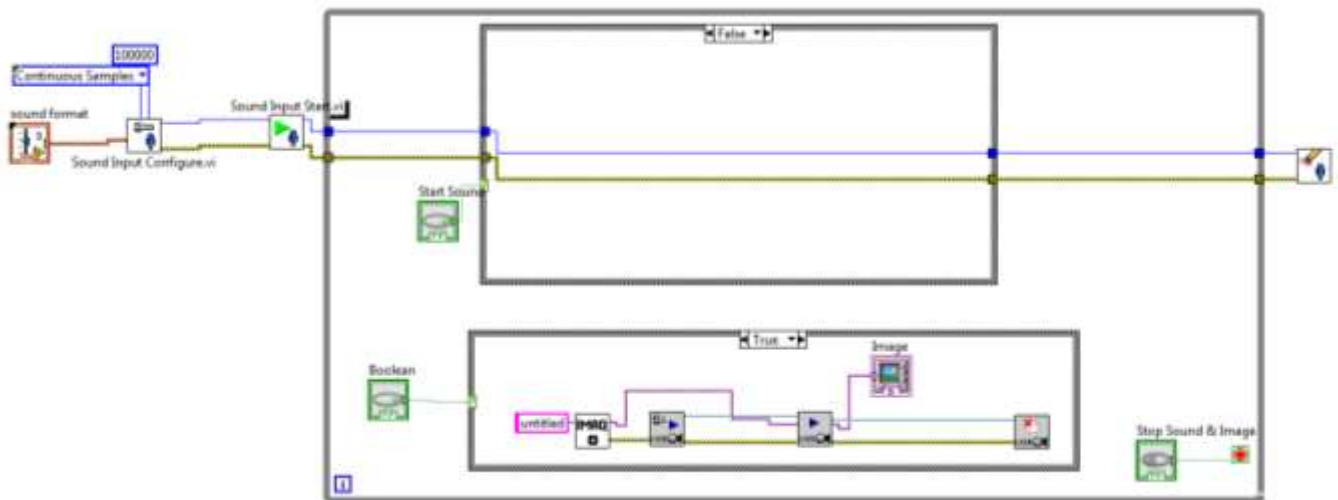 False
100000
Continuous Samples
sound format
Sound Input Start.vi
Sound Input Configure.vi
Start Sound
True
Image
Boolean
untitled
IMAQ
Stop Sound & Image
i